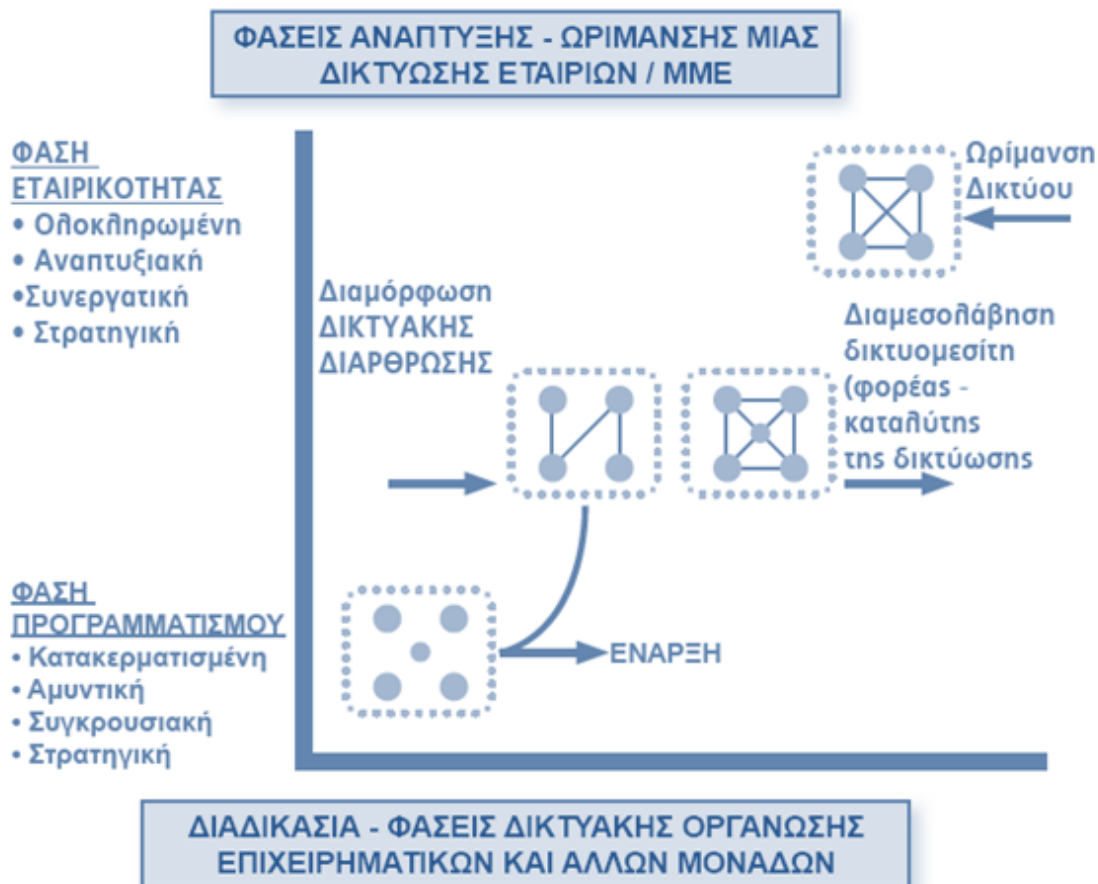 ΦΑΣΕΙΣ ΑΝΑΠΤΥΞΗΣ - ΩΡΙΜΑΝΣΗΣ ΜΙΑΣ
ΔΙΚΤΥΩΣΗΣ ΕΤΑΙΡΙΩΝ / ΜΜΕ
ΦΑΣΗ
ΕΤΑΙΡΙΚΟΤΗΤΑΣ
• Ολοκληρωμένη
• Αναπτυξιακή
•Συνεργατική
• Στρατηγική
Ωρίμανση
Δικτύου
Διαμόρφωση
ΔΙΚΤΥΑΚΗΣ
ΔΙΑΡΘΡΩΣΗΣ
Διαμεσολάβηση
δικτυομεσίτη
(φορέας -
καταλύτης
της δικτύωσης
ΦΑΣΗ
ΠΡΟΓΡΑΜΜΑΤΙΣΜΟΥ
• Κατακερματισμένη
• Αμυντική
• Συγκρουσιακή
• Στρατηγική
ΕΝΑΡΞΗ
ΔΙΑΔΙΚΑΣΙΑ - ΦΑΣΕΙΣ ΔΙΚΤΥΑΚΗΣ ΟΡΓΑΝΩΣΗΣ
ΕΠΙΧΕΙΡΗΜΑΤΙΚΩΝ ΚΑΙ ΑΛΛΩΝ ΜΟΝΑΔΩΝ